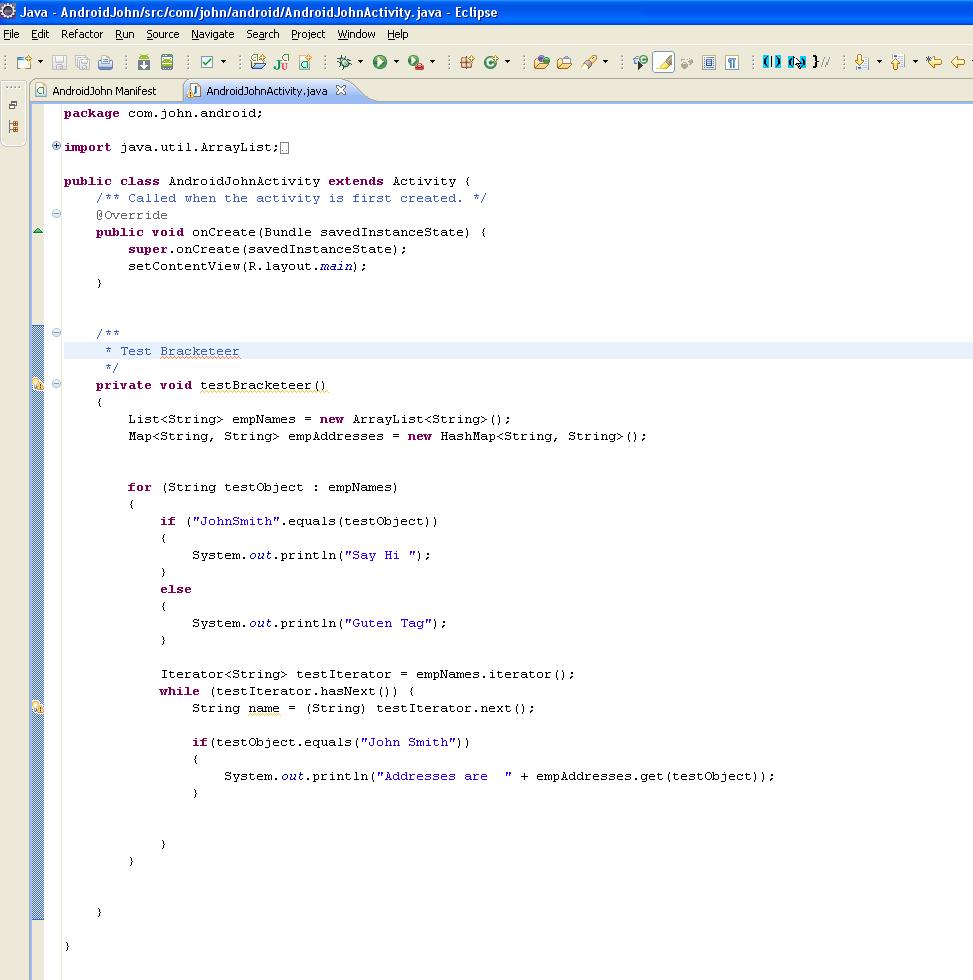 Java - AndroidJohn/src/com/john/android/AndroidJohnActivity.java - Eclipse
File Edit Refactor Run Source Navigate Search Project Window Help
AndroidJohn Manifest AndroidJohnActivity.java
package com.john.android;
import java.util.ArrayList;
public class AndroidJohnActivity extends Activity {
/** Called when the activity is first created. */
@Override
public void onCreate(Bundle savedInstanceState) {
super.onCreate(savedInstanceState);
setContentView(R.layout.main);
}
/**
* Test Bracketeer
*/
private void testBracketeer()
{
List<String> empNames = new ArrayList<String>();
Map<String, String> empAddresses = new HashMap<String, String>();
for (String testObject : empNames)
{
if ("JohnSmith".equals(testObject))
{
System.out.println("Say Hi ");
}
else
{
System.out.println("Guten Tag");
}
Iterator<String> testIterator = empNames.iterator();
while (testIterator.hasNext()) {
String name = (String) testIterator.next();
if(testObject.equals("John Smith"))
{
System.out.println("Addresses are  " + empAddresses.get(testObject));
}
}
}
}
}